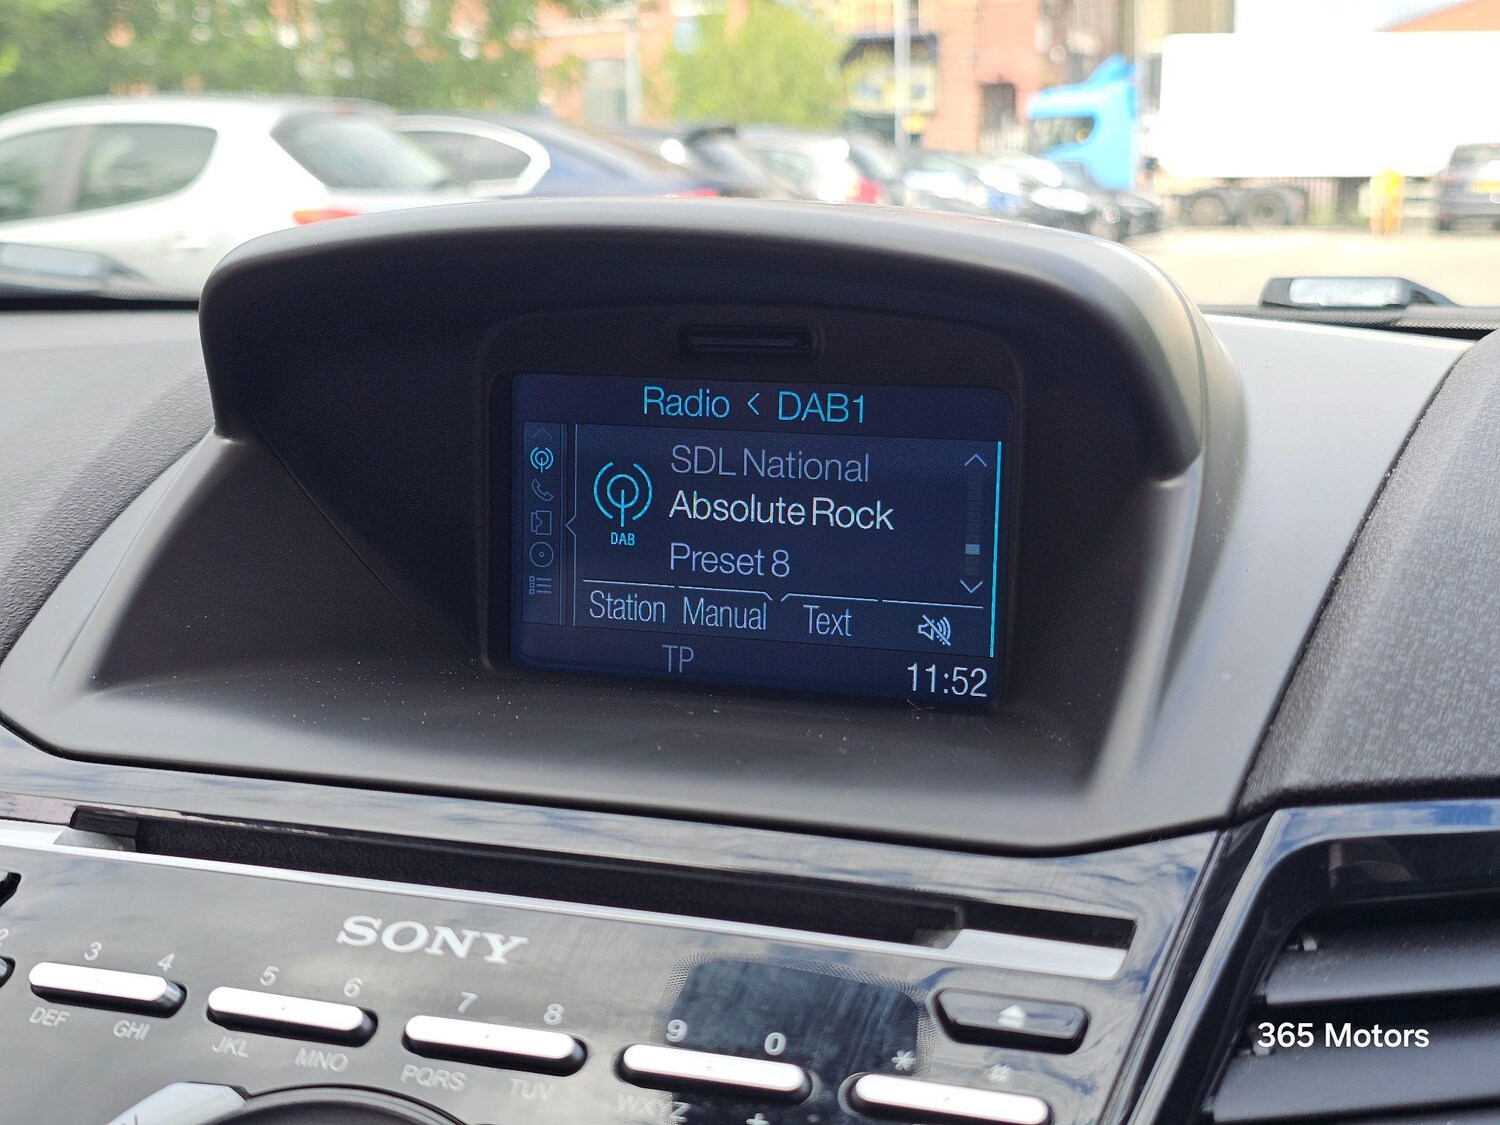 Radio < DAB1
SDL National
DAB
Absolute Rock
Preset 8
Station Manual Text
TP 11:52
SONY
2 3 4 5 6 7 8 9 0 * #
DEF GHI JKL MNO PQRS TUV WXYZ +
365 Motors